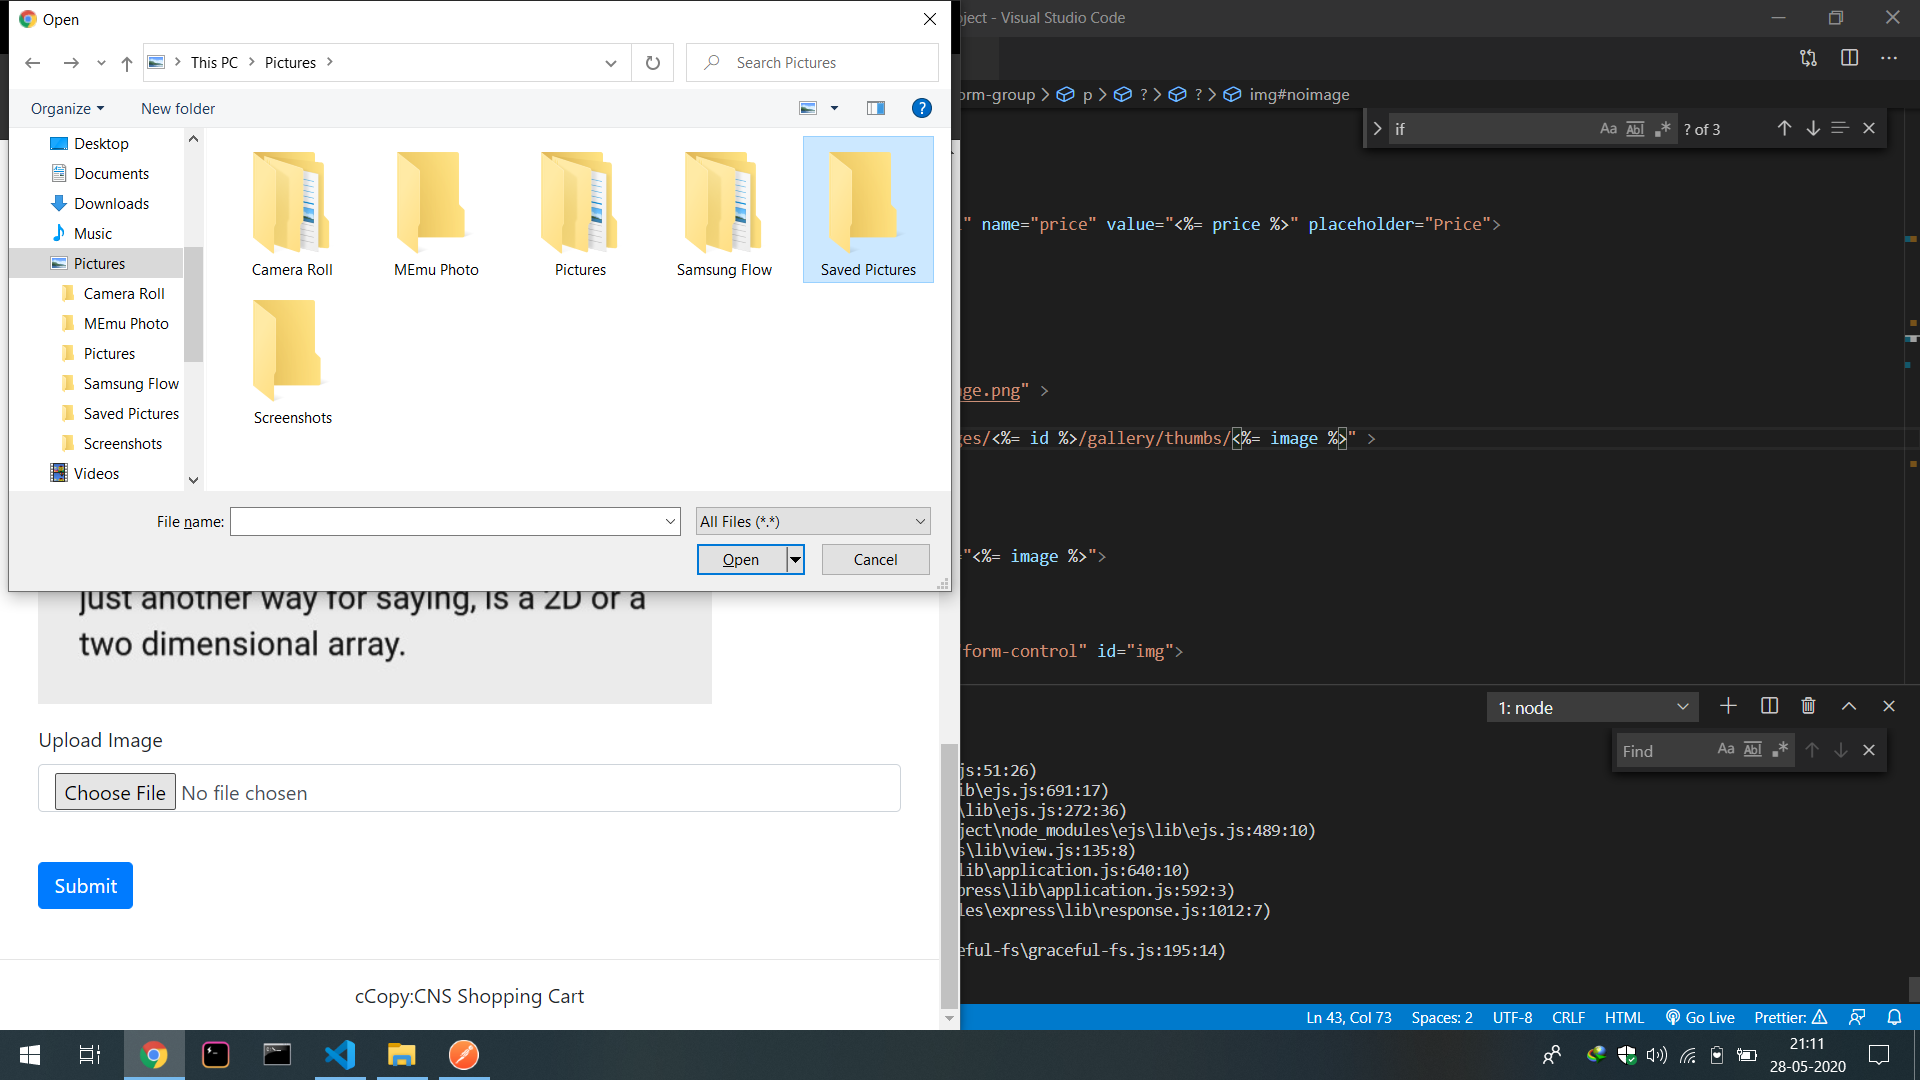 Open
This PC
Pictures
Search Pictures
Organize
New folder
Desktop
Documents
Downloads
Music
Pictures
Camera Roll
MEmu Photo
Pictures
Samsung Flow
Saved Pictures
Screenshots
Videos
Camera Roll
MEmu Photo
Pictures
Samsung Flow
Saved Pictures
Screenshots
File name:
All Files (*.*)
Open
Cancel
just another way for saying, is a 2D or a
two dimensional array.
Upload Image
Choose File No file chosen
Submit
cCopy:CNS Shopping Cart
oject - Visual Studio Code
orm-group > p > ? > ? > img#noimage
if
Aa Abl .* ? of 3
" name="price" value="<%= price %>" placeholder="Price">
age.png" >
ges/<%= id %>/gallery/thumbs/<%= image %>" >
="<%= image %>">
form-control" id="img">
1: node
Find
Aa Abl .*
js:51:26)
ib\ejs.js:691:17)
\lib\ejs.js:272:36)
ject\node_modules\ejs\lib\ejs.js:489:10)
s\lib\view.js:135:8)
lib\application.js:640:10)
press\lib\application.js:592:3)
les\express\lib\response.js:1012:7)
eful-fs\graceful-fs.js:195:14)
Ln 43, Col 73
Spaces: 2
UTF-8
CRLF
HTML
Go Live
Prettier:
21:11
28-05-2020